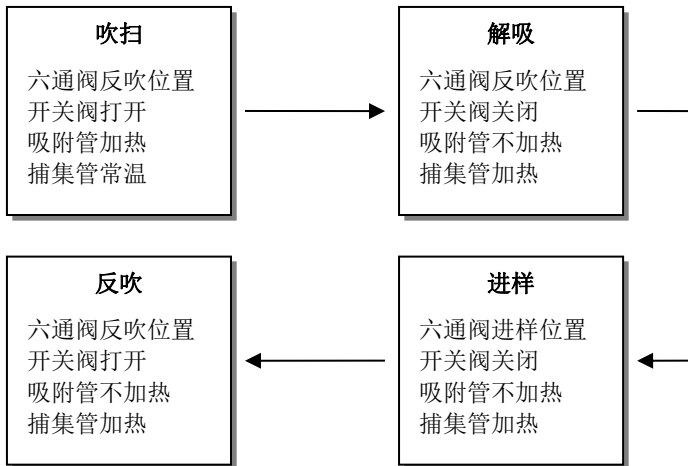 吹扫
六通阀反吹位置
开关阀打开
吸附管加热
捕集管常温
解吸
六通阀反吹位置
开关阀关闭
吸附管不加热
捕集管加热
进样
六通阀进样位置
开关阀关闭
吸附管不加热
捕集管加热
反吹
六通阀反吹位置
开关阀打开
吸附管不加热
捕集管加热